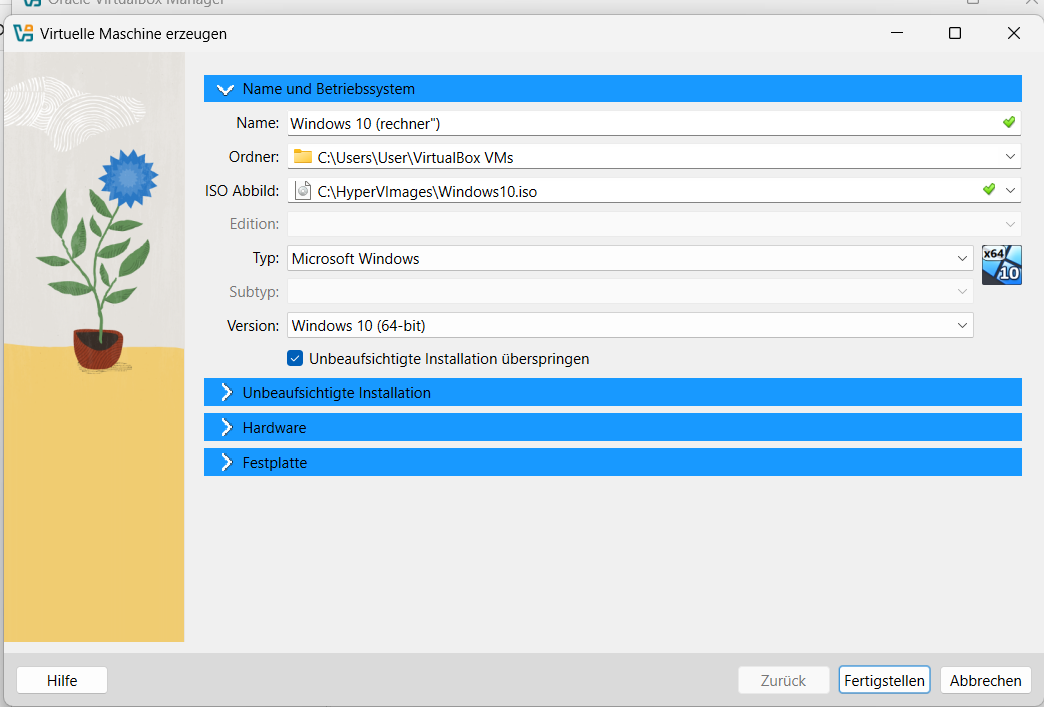 Oracle VirtualBox Manager
Virtuelle Maschine erzeugen
Name und Betriebssystem
Name: Windows 10 (rechner")
Ordner: C:\Users\User\VirtualBox VMs
ISO Abbild: C:\HyperVImages\Windows10.iso
Edition:
Typ: Microsoft Windows
x64
10
Subtyp:
Version: Windows 10 (64-bit)
Unbeaufsichtigte Installation überspringen
Unbeaufsichtigte Installation
Hardware
Festplatte
Hilfe Zurück Fertigstellen Abbrechen